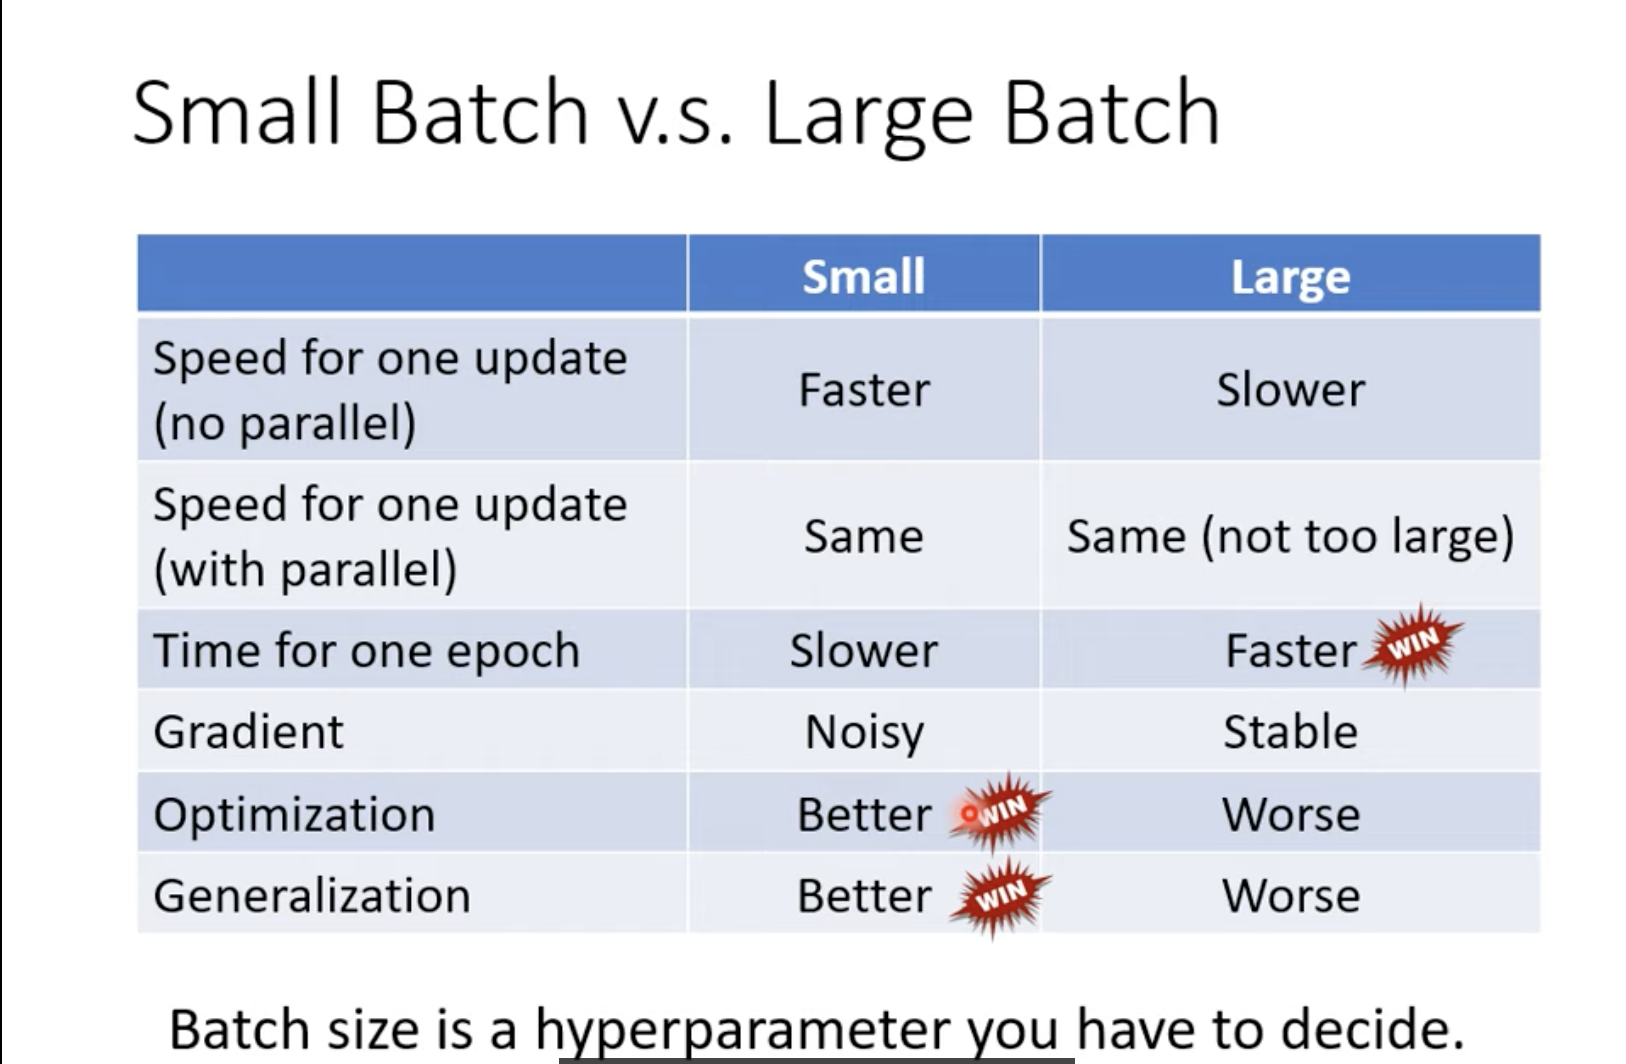 Small Batch v.s. Large Batch
Small Large
Speed for one update
(no parallel)
Faster Slower
Speed for one update
(with parallel)
Same Same (not too large)
Time for one epoch Slower Faster WIN
Gradient Noisy Stable
Optimization Better WIN Worse
Generalization Better WIN Worse
Batch size is a hyperparameter you have to decide.